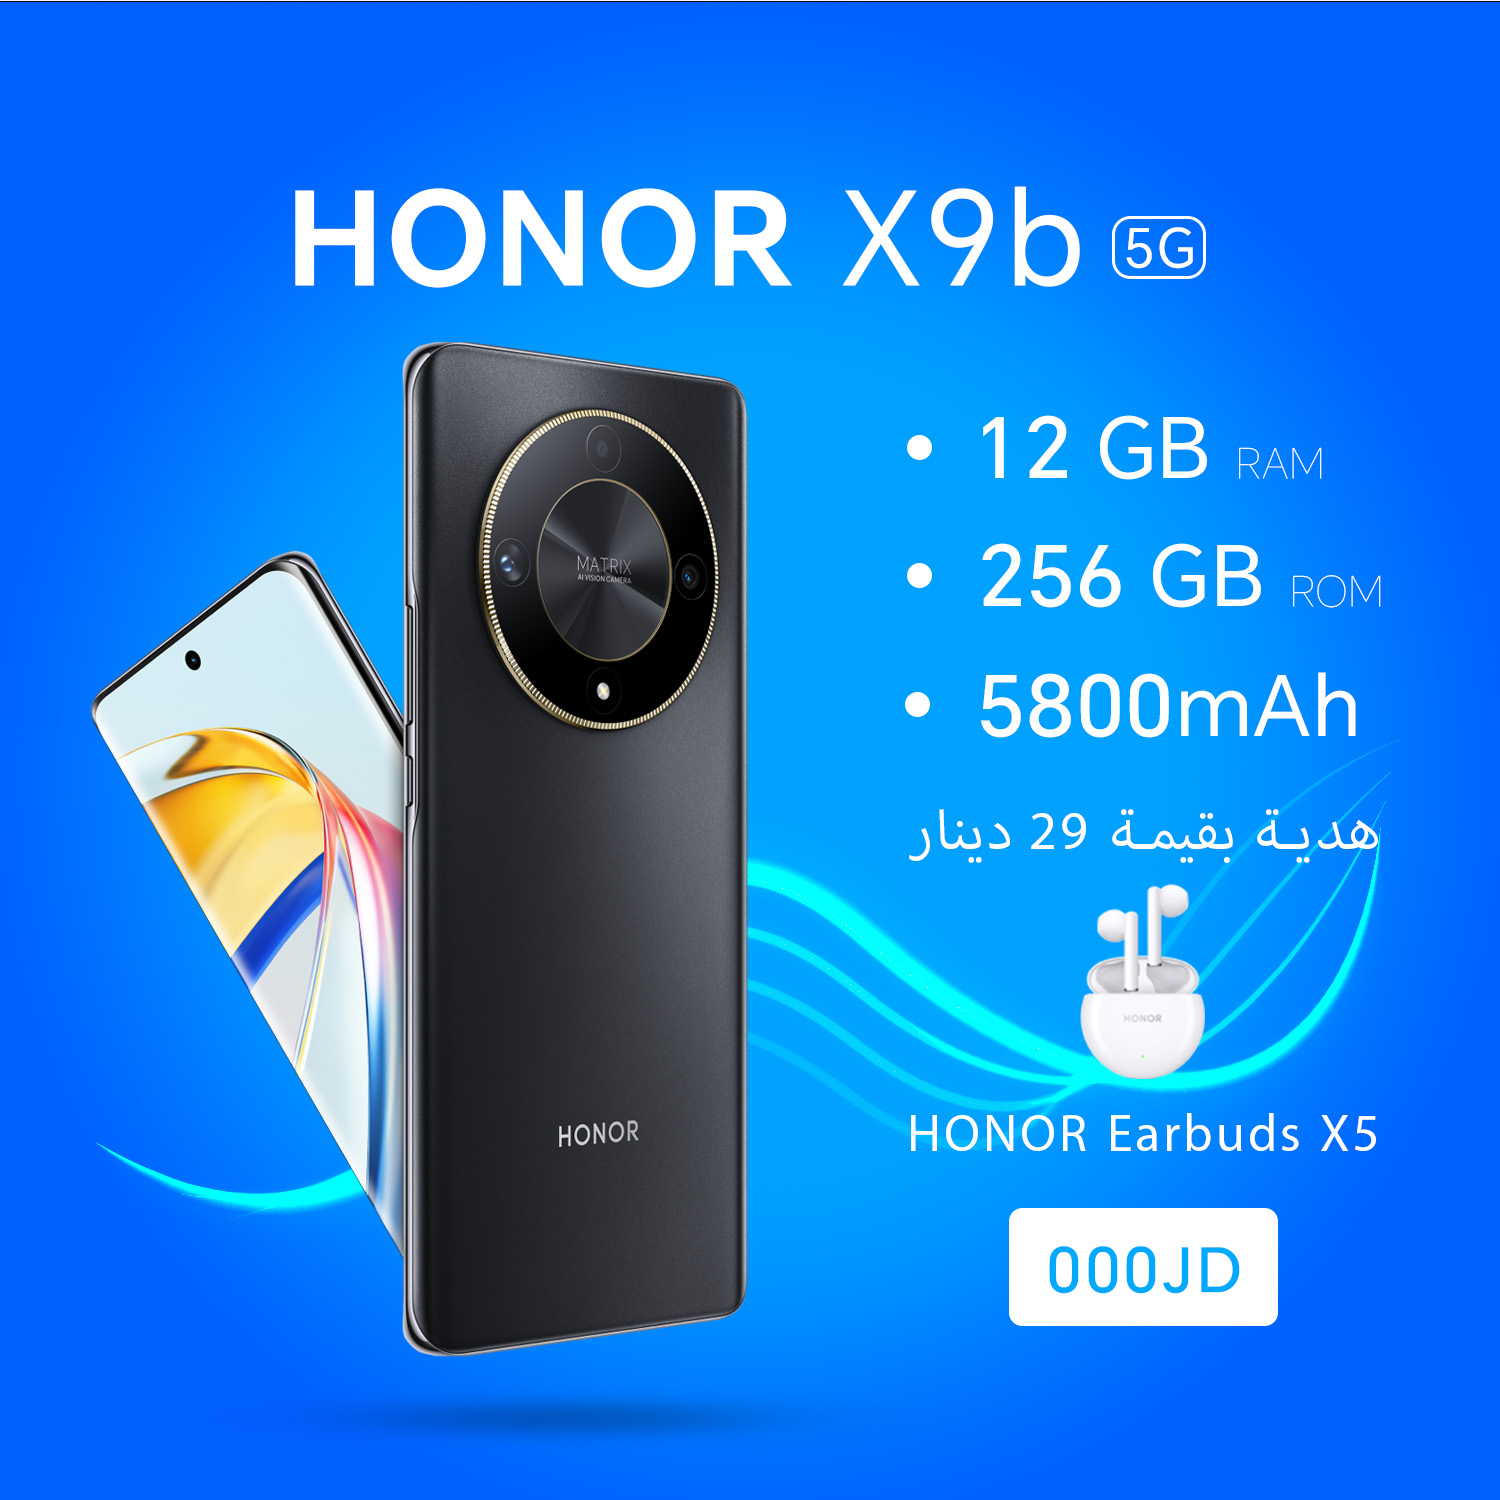 HONOR X9b 5G
MATRIX
AI VISION CAMERA
HONOR
• 12 GB RAM
• 256 GB ROM
• 5800mAh
هدية بقيمة 29 دينار
HONOR
HONOR Earbuds X5
000JD